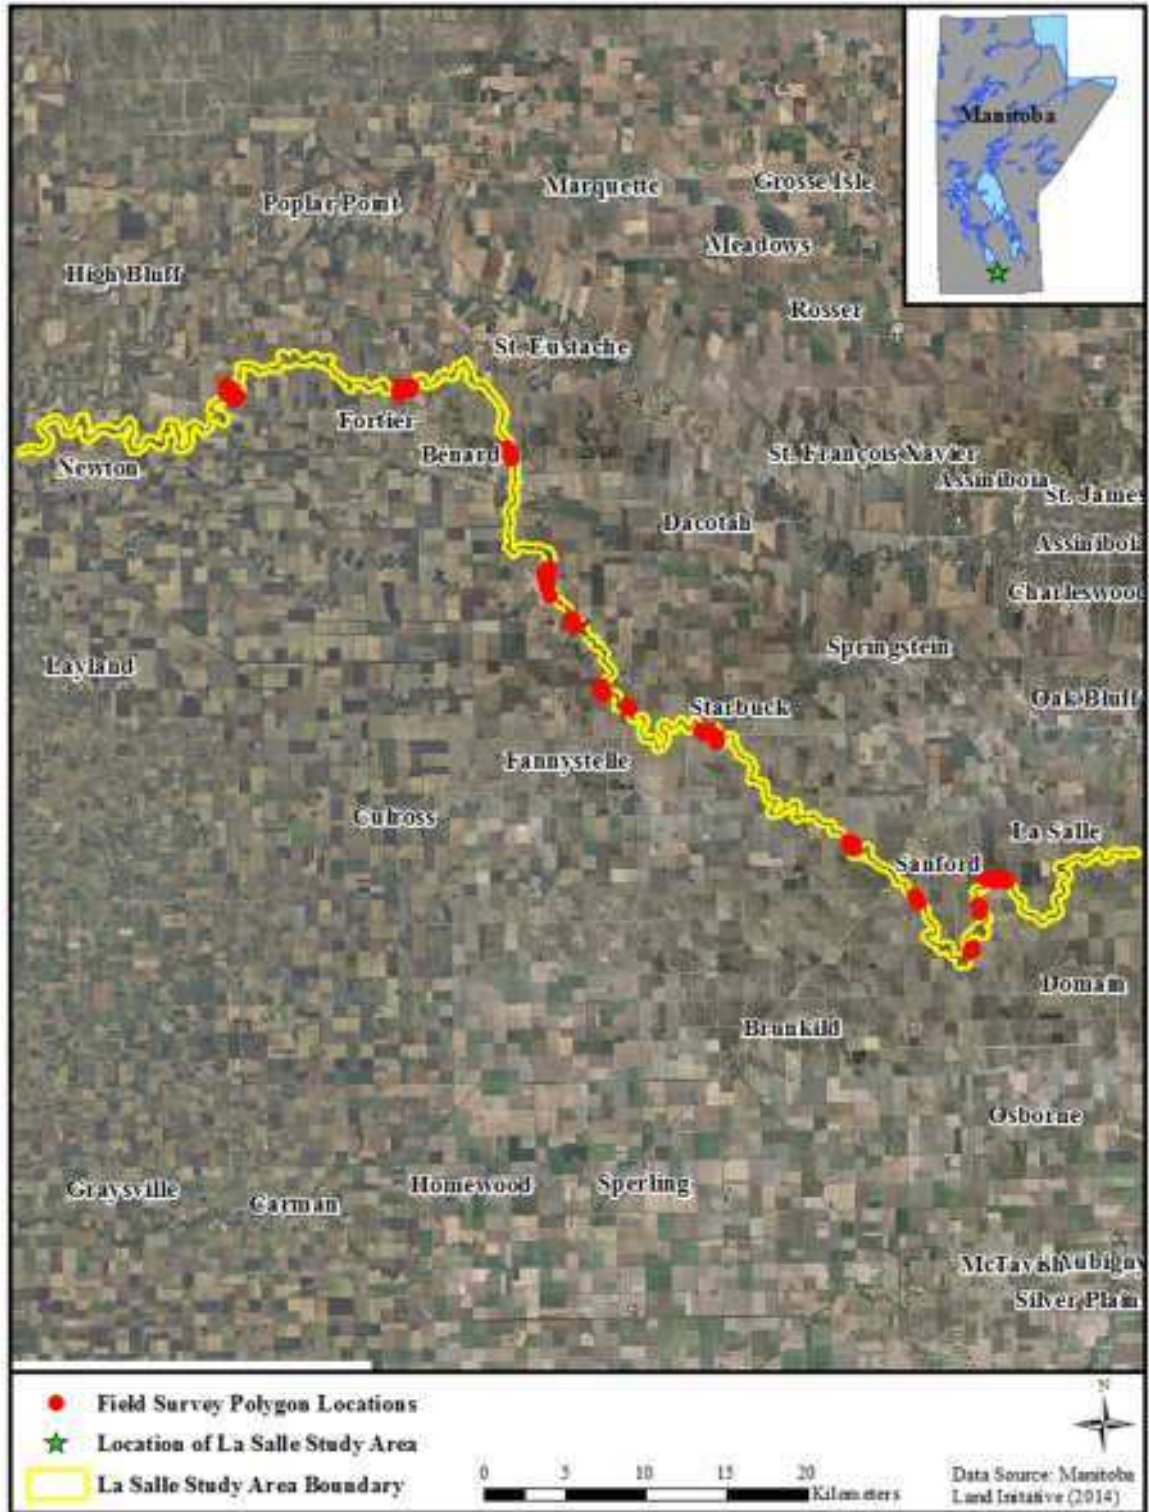 Manitoba
Marquette
Grosse Isle
Poplar Point
Meadows
High Bluff
Rosser
St. Eustache
Fortier
Bénard
St. François Xavier
Newton
Assiniboia
St. James
Dacotah
Assiniboia
Charleswood
Springstein
Layland
Oak Bluff
Starbuck
Fannystelle
Culross
La Salle
Sanford
Domain
Brunkild
Osborne
Graysville
Homewood
Sperling
Carman
McTavish
Aubigny
Silver Plain
N
Field Survey Polygon Locations
Location of La Salle Study Area
La Salle Study Area Boundary
0 5 10 15 20
Kilometers
Data Source: Manitoba
Land Initative (2014)